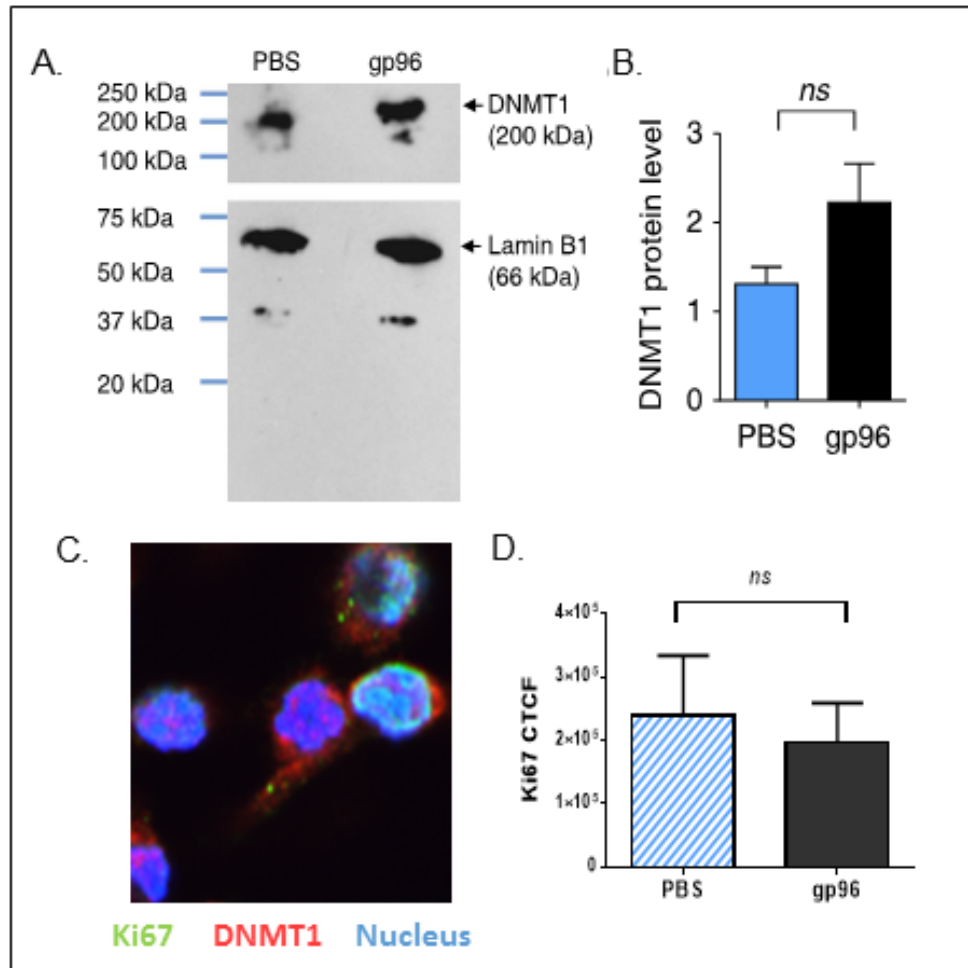 A.
PBS gp96
250 kDa
200 kDa
100 kDa
DNMT1
(200 kDa)
75 kDa
50 kDa
37 kDa
20 kDa
Lamin B1
(66 kDa)
.B.
ns
DNMT1 protein level
3
2
1
0
PBS gp96
C.
Ki67 DNMT1 Nucleus
D.
ns
Ki67 CTCF
4×10⁵
3×10⁵
2×10⁵
1×10⁵
0
PBS gp96